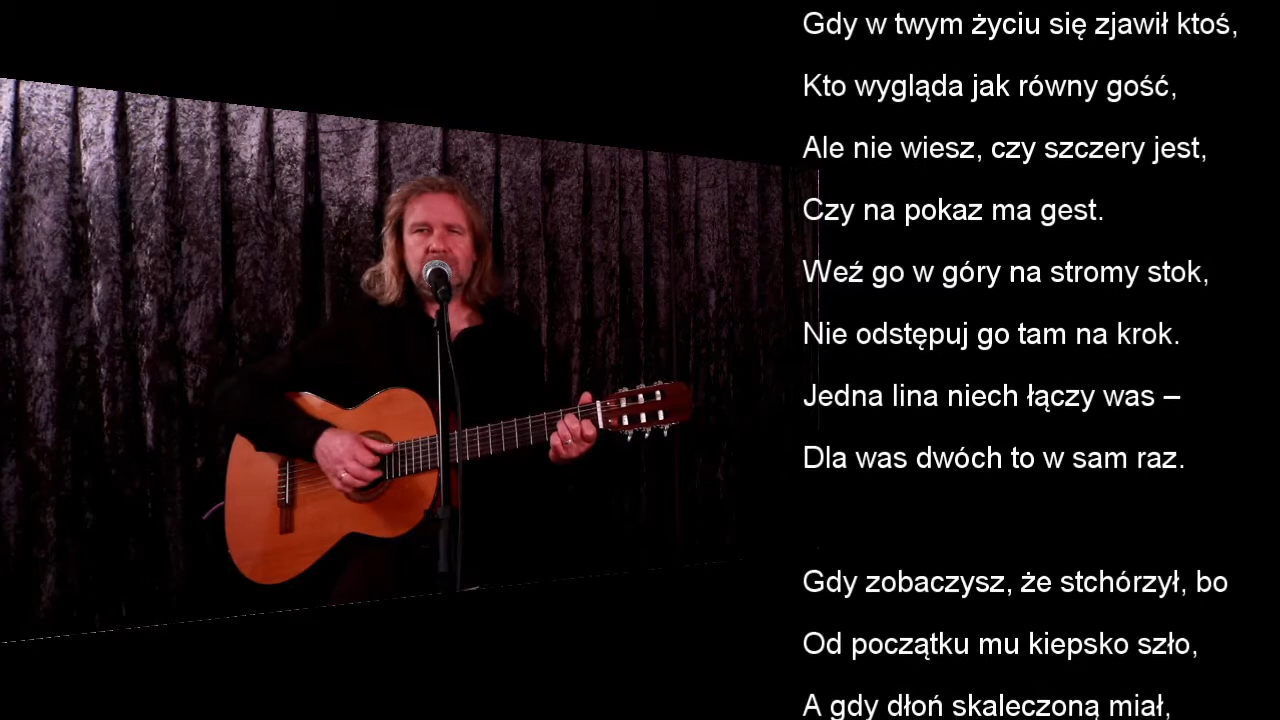 Gdy w twym życiu się zjawił ktoś,
Kto wygląda jak równy gość,
Ale nie wiesz, czy szczery jest,
Czy na pokaz ma gest.
Weź go w góry na stromy stok,
Nie odstępuj go tam na krok.
Jedna lina niech łączy was –
Dla was dwóch to w sam raz.
Gdy zobaczysz, że stchórzył, bo
Od początku mu kiepsko szło,
A gdy dłoń skaleczoną miał,